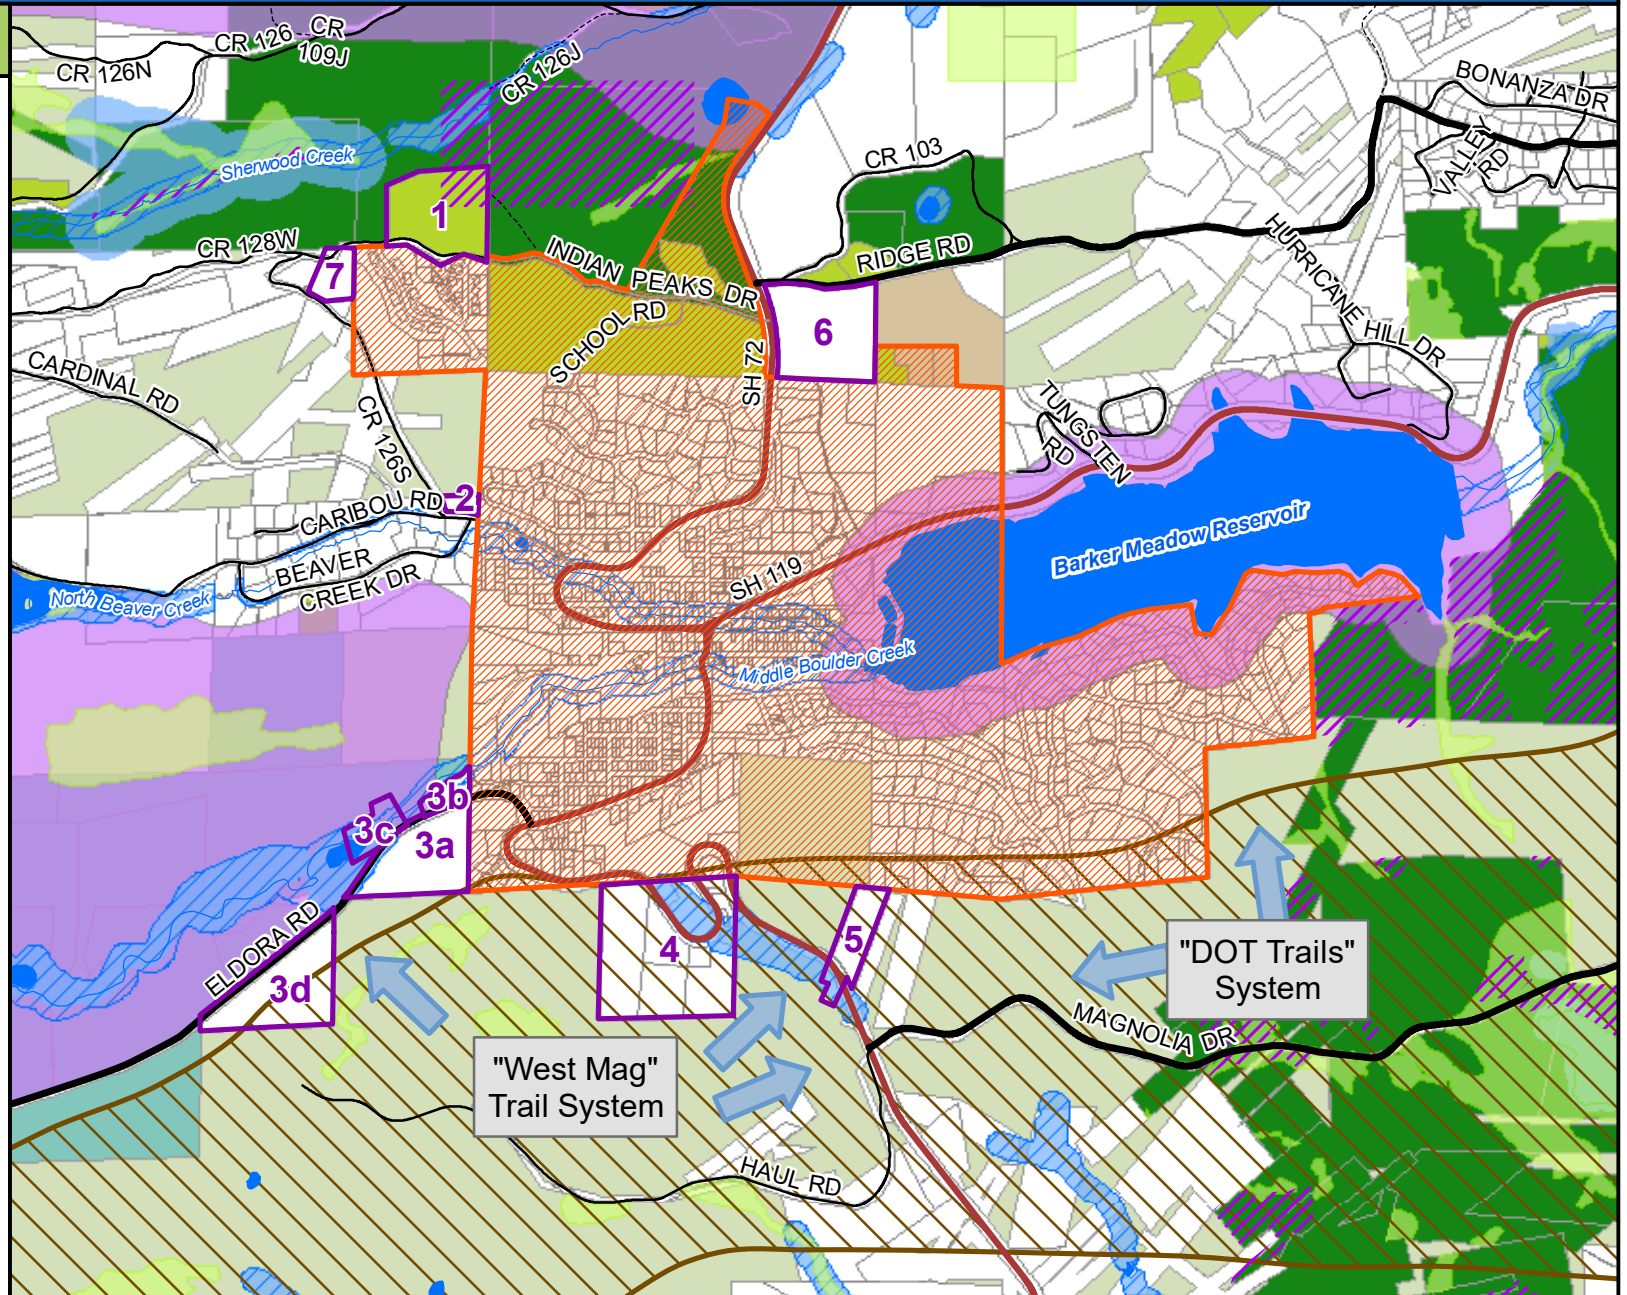 CR 126
CR
109J
CR 126N
CR 126J
BONANZA DR
VALLEY
RD
Sherwood Creek
CR 103
1
CR 128W
INDIAN PEAKS DR
RIDGE RD
HURRICANE HILL DR
7
SCHOOL RD
6
SH 72
CARDINAL RD
CR 126S
TUNGSTEN
RD
2
CARIBOU RD
Barker Meadow Reservoir
BEAVER
CREEK DR
SH 119
North Beaver Creek
Middle Boulder Creek
3b
3c
3a
4
5
"DOT Trails"
System
ELDORA RD
3d
MAGNOLIA DR
"West Mag"
Trail System
HAUL RD